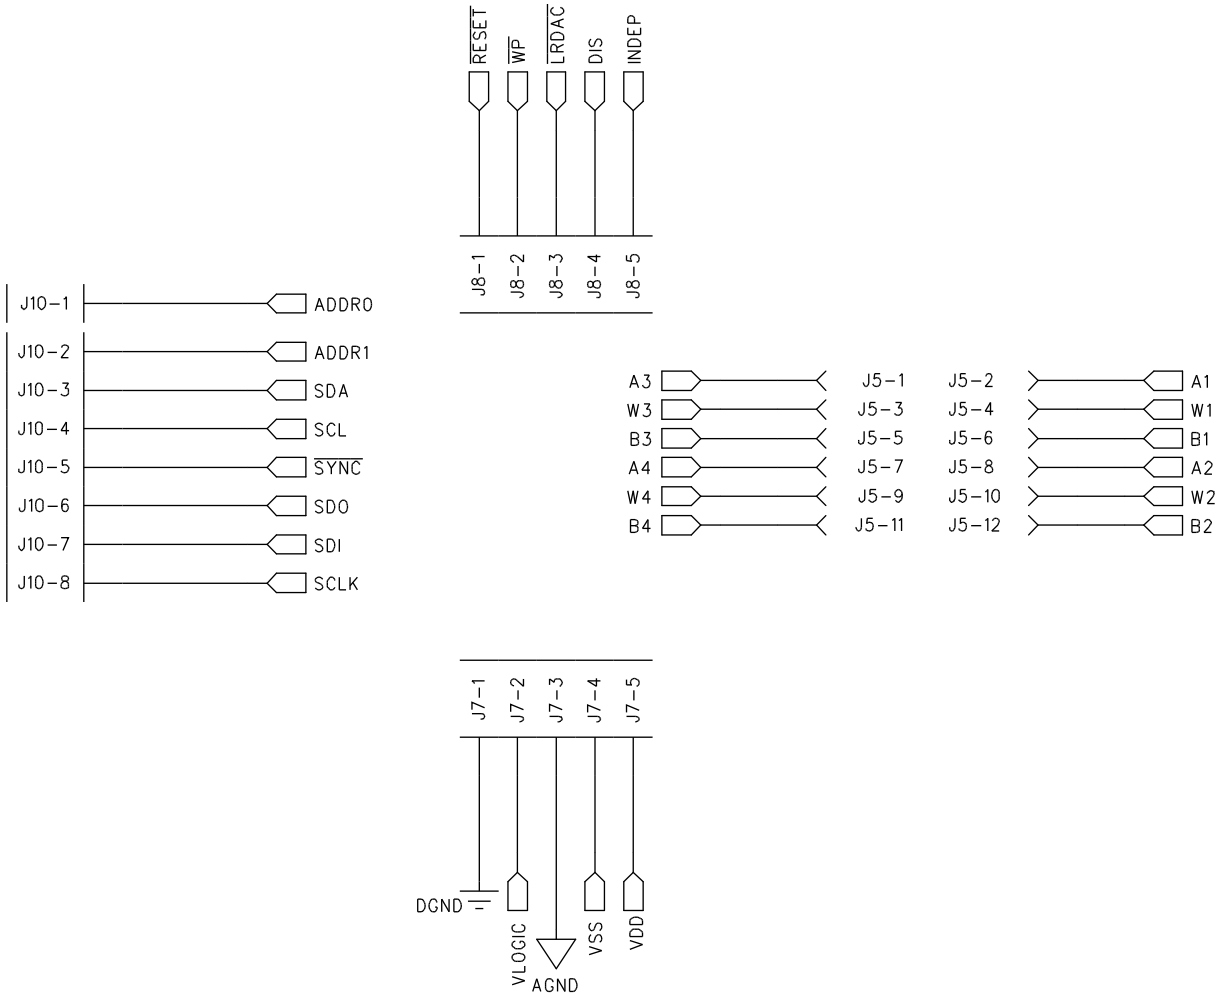 RESET
WP
LRDAC
DIS
INDEP
J8-1
J8-2
J8-3
J8-4
J8-5
J10-1 ADDR0
J10-2 ADDR1
J10-3 SDA
J10-4 SCL
J10-5 SYNC
J10-6 SDO
J10-7 SDI
J10-8 SCLK
A3 J5-1 J5-2 A1
W3 J5-3 J5-4 W1
B3 J5-5 J5-6 B1
A4 J5-7 J5-8 A2
W4 J5-9 J5-10 W2
B4 J5-11 J5-12 B2
J7-1
J7-2
J7-3
J7-4
J7-5
DGND
VLOGIC
AGND
VSS
VDD